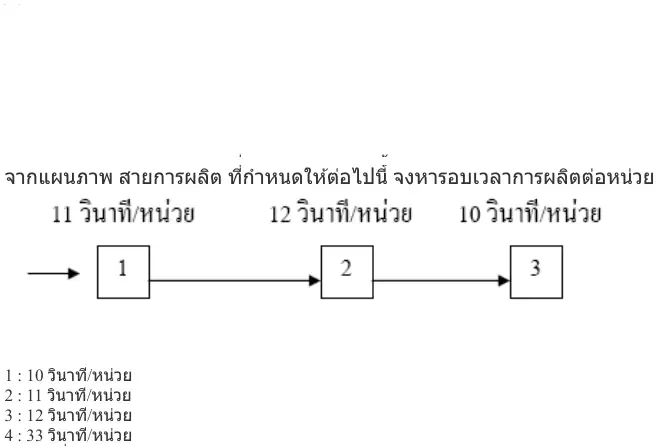 จากแผนภาพ สายการผลิต ที่กำหนดให้ต่อไปนี้ จงหารอบเวลาการผลิตต่อหน่วย
11 วินาที/หน่วย 12 วินาที/หน่วย 10 วินาที/หน่วย
1 2 3
1 : 10 วินาที/หน่วย
2 : 11 วินาที/หน่วย
3 : 12 วินาที/หน่วย
4 : 33 วินาที/หน่วย